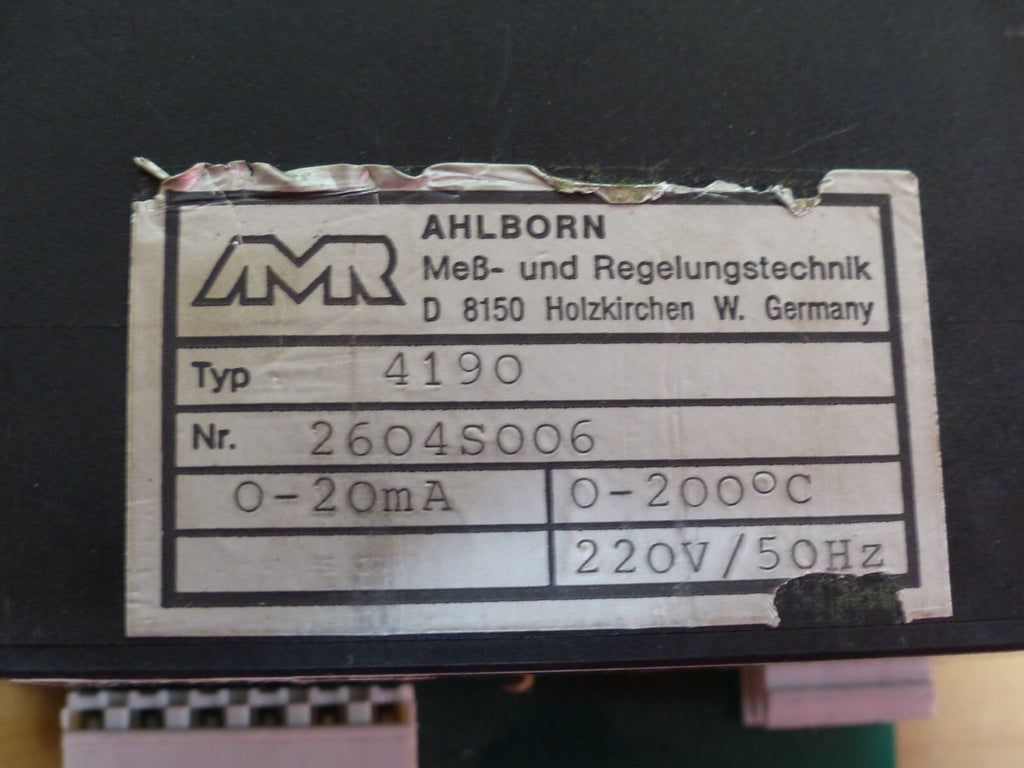 AMR
AHLBORN
Meß- und Regelungstechnik
D 8150 Holzkirchen W. Germany
Typ 4190
Nr. 2604S006
0-20mA 0-200°C
220V/50Hz